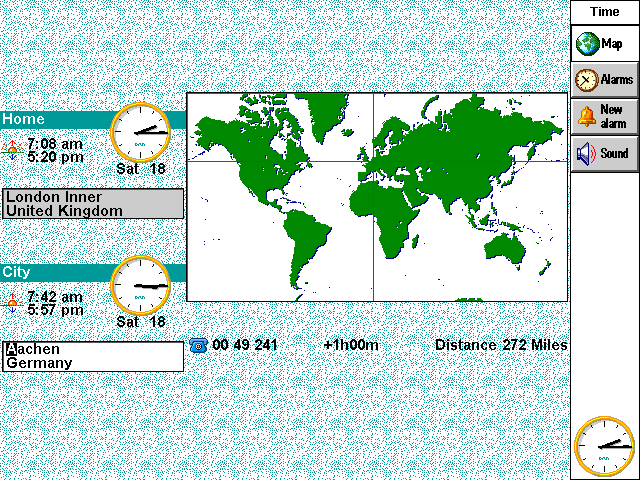 Time
Map
Alarms
New
alarm
Sound
Home
7:08 am
5:20 pm
Sat 18
London Inner
United Kingdom
City
7:42 am
5:57 pm
Sat 18
Aachen
Germany
00 49 241
+1h00m
Distance 272 Miles